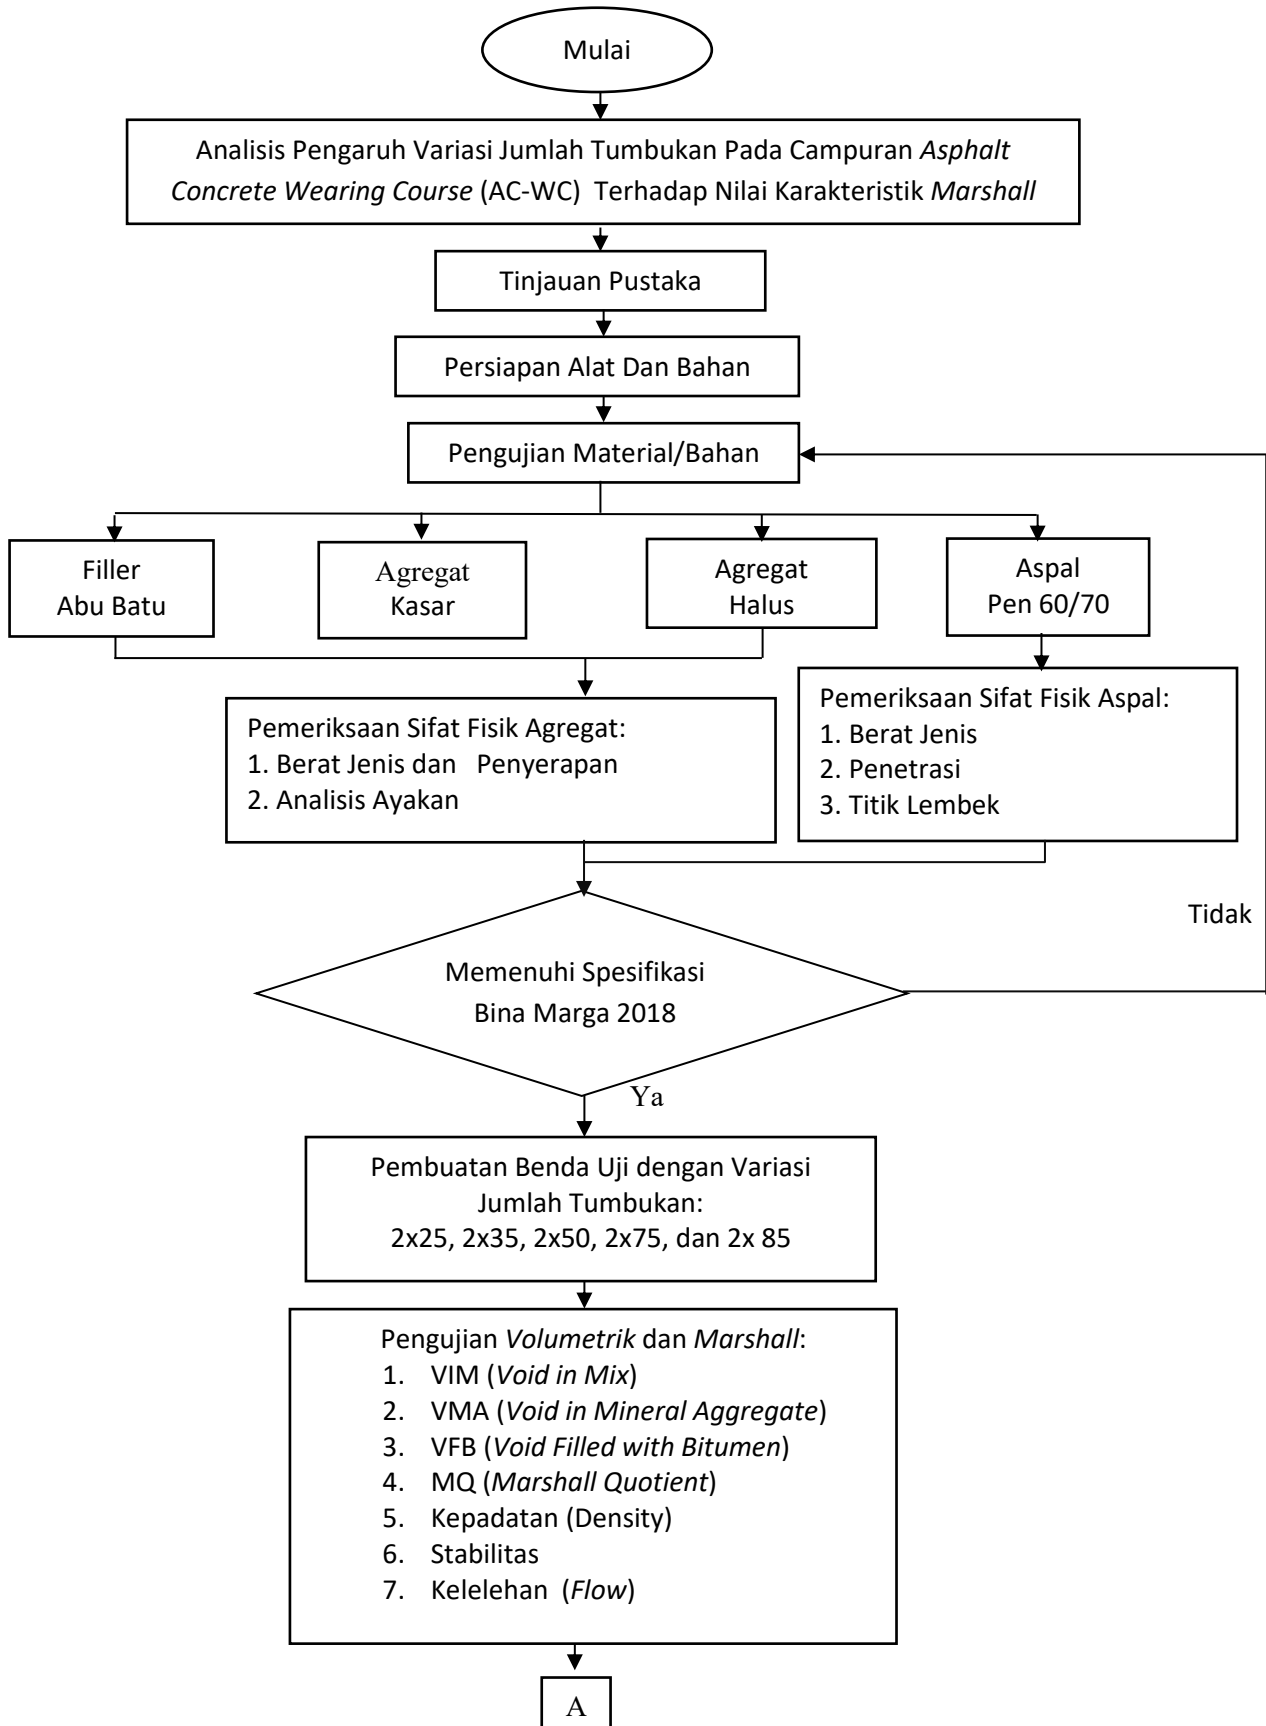 Mulai
Analisis Pengaruh Variasi Jumlah Tumbukan Pada Campuran Asphalt
Concrete Wearing Course (AC-WC) Terhadap Nilai Karakteristik Marshall
Tinjauan Pustaka
Persiapan Alat Dan Bahan
Pengujian Material/Bahan
Filler
Abu Batu
Agregat
Kasar
Agregat
Halus
Aspal
Pen 60/70
Pemeriksaan Sifat Fisik Agregat:
1. Berat Jenis dan Penyerapan
2. Analisis Ayakan
Pemeriksaan Sifat Fisik Aspal:
1. Berat Jenis
2. Penetrasi
3. Titik Lembek
Tidak
Memenuhi Spesifikasi
Bina Marga 2018
Ya
Pembuatan Benda Uji dengan Variasi
Jumlah Tumbukan:
2x25, 2x35, 2x50, 2x75, dan 2x 85
Pengujian Volumetrik dan Marshall:
1. VIM (Void in Mix)
2. VMA (Void in Mineral Aggregate)
3. VFB (Void Filled with Bitumen)
4. MQ (Marshall Quotient)
5. Kepadatan (Density)
6. Stabilitas
7. Kelelehan (Flow)
A